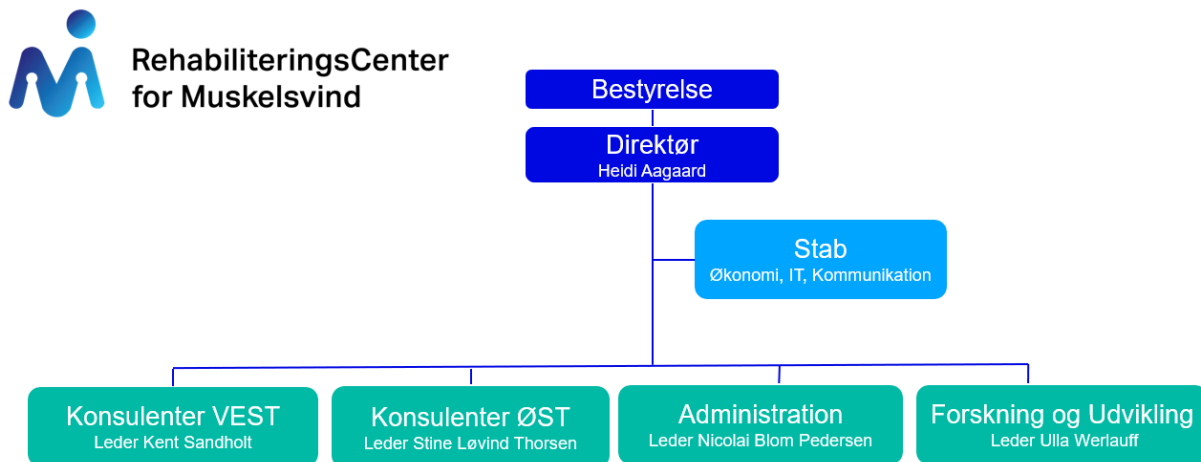 RehabiliteringsCenter
for Muskelsvind
Bestyrelse
Direktør
Heidi Aagaard
Stab
Økonomi, IT, Kommunikation
Konsulenter VEST
Leder Kent Sandholt
Konsulenter ØST
Leder Stine Løvind Thorsen
Administration
Leder Nicolai Blom Pedersen
Forskning og Udvikling
Leder Ulla Werlauff